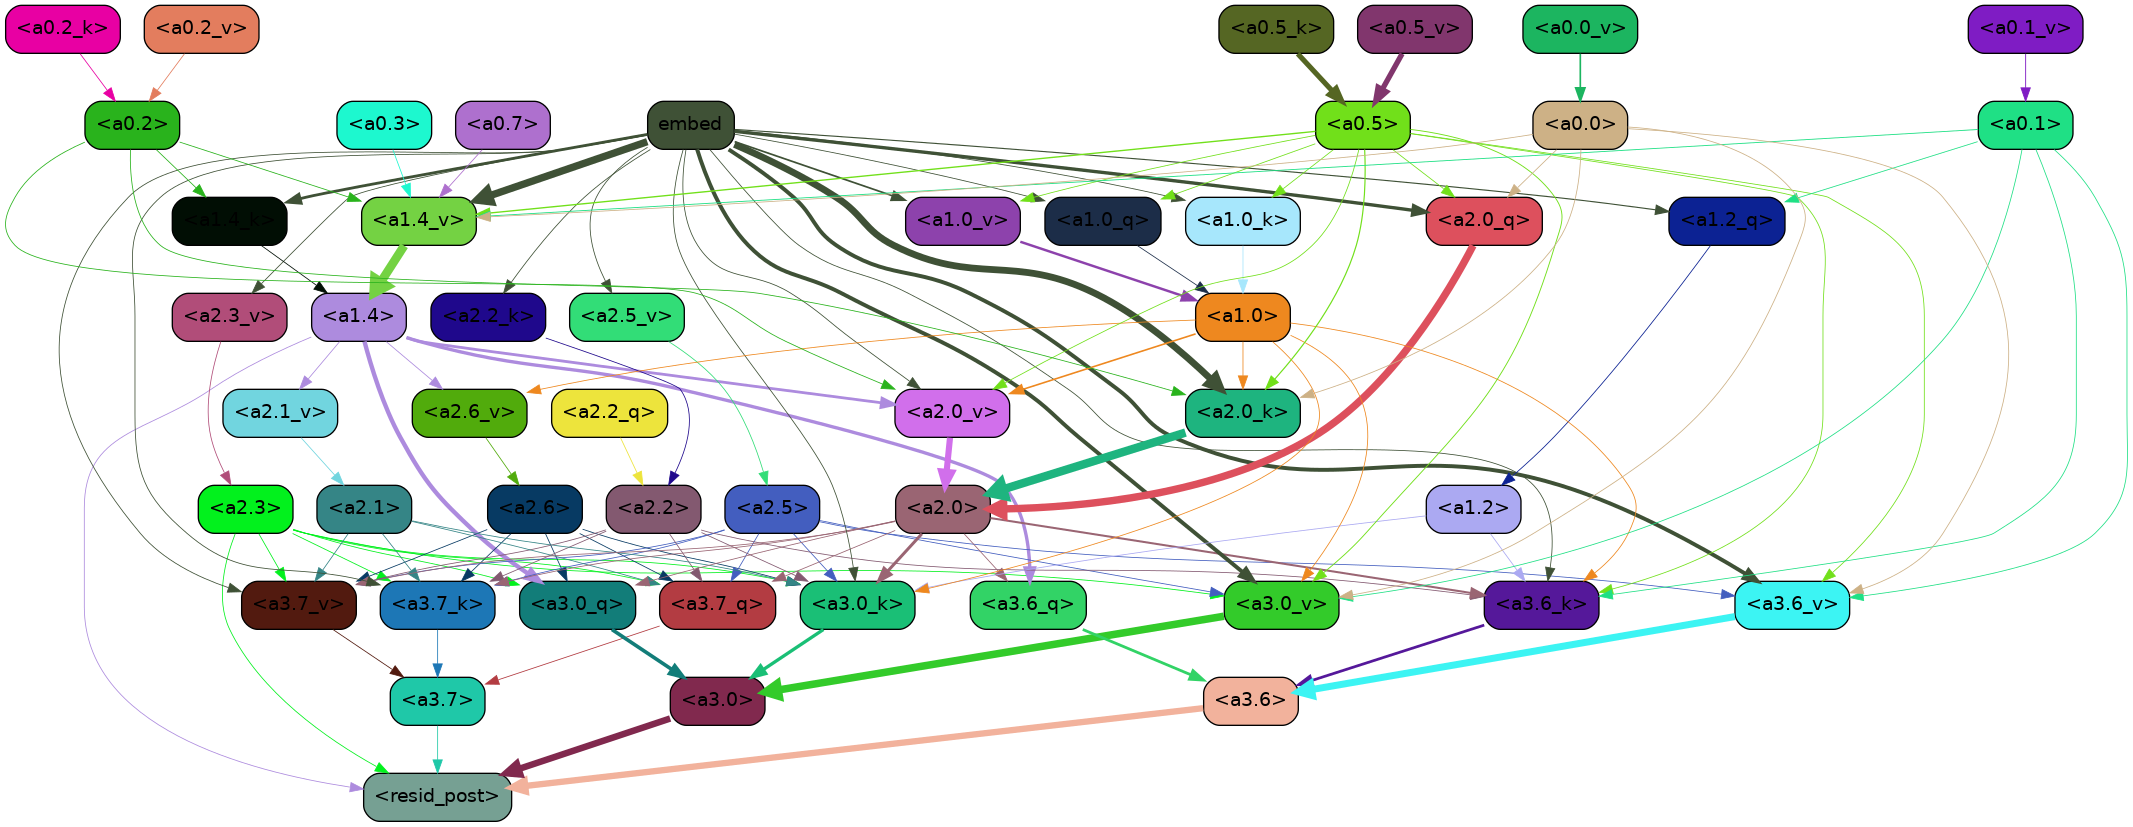 <a0.2_k> <a0.2_v> <a0.5_k> <a0.5_v> <a0.0_v> <a0.1_v>
<a0.2> <a0.3> <a0.7> embed <a0.5> <a0.0> <a0.1>
<a1.4_k> <a1.4_v> <a1.0_v> <a1.0_q> <a1.0_k> <a2.0_q> <a1.2_q>
<a2.3_v> <a1.4> <a2.2_k> <a2.5_v> <a1.0>
<a2.1_v> <a2.6_v> <a2.2_q> <a2.0_v> <a2.0_k>
<a2.3> <a2.1> <a2.6> <a2.2> <a2.5> <a2.0> <a1.2>
<a3.7_v> <a3.7_k> <a3.0_q> <a3.7_q> <a3.0_k> <a3.6_q> <a3.0_v> <a3.6_k> <a3.6_v>
<a3.7> <a3.0> <a3.6>
<resid_post>